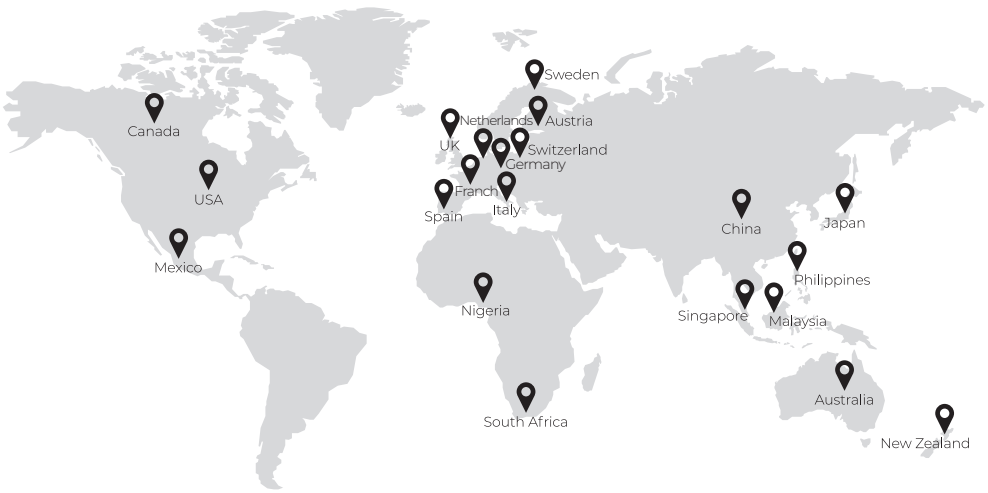 Sweden
Canada
Netherlands
Austria
UK
Switzerland
Germany
USA
Franch
Italy
Spain
China
Japan
Mexico
Philippines
Nigeria
Singapore
Malaysia
Australia
South Africa
New Zealand